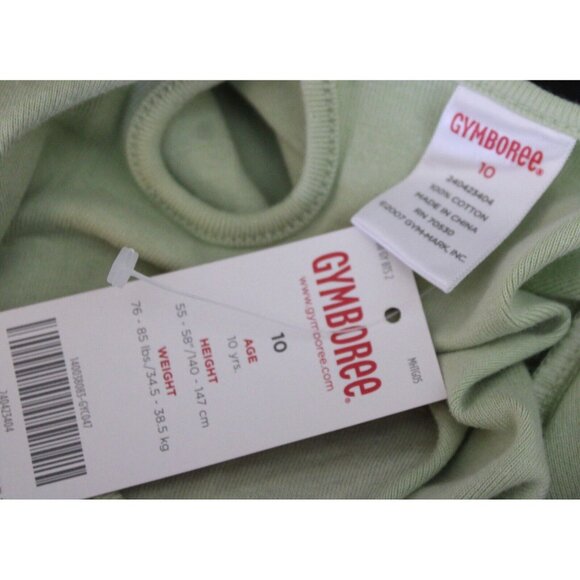 GYMBOREE®
10
240423404
100% COTTON
MADE IN CHINA
RN 70530
©2007 GYM-MARK, INC.
GYMBOREE®
www.gymboree.com
10
AGE
10 yrs.
HEIGHT
55 - 58"/140 - 147 cm
WEIGHT
76 - 85 lbs/34.5 - 38.5 kg
240423404